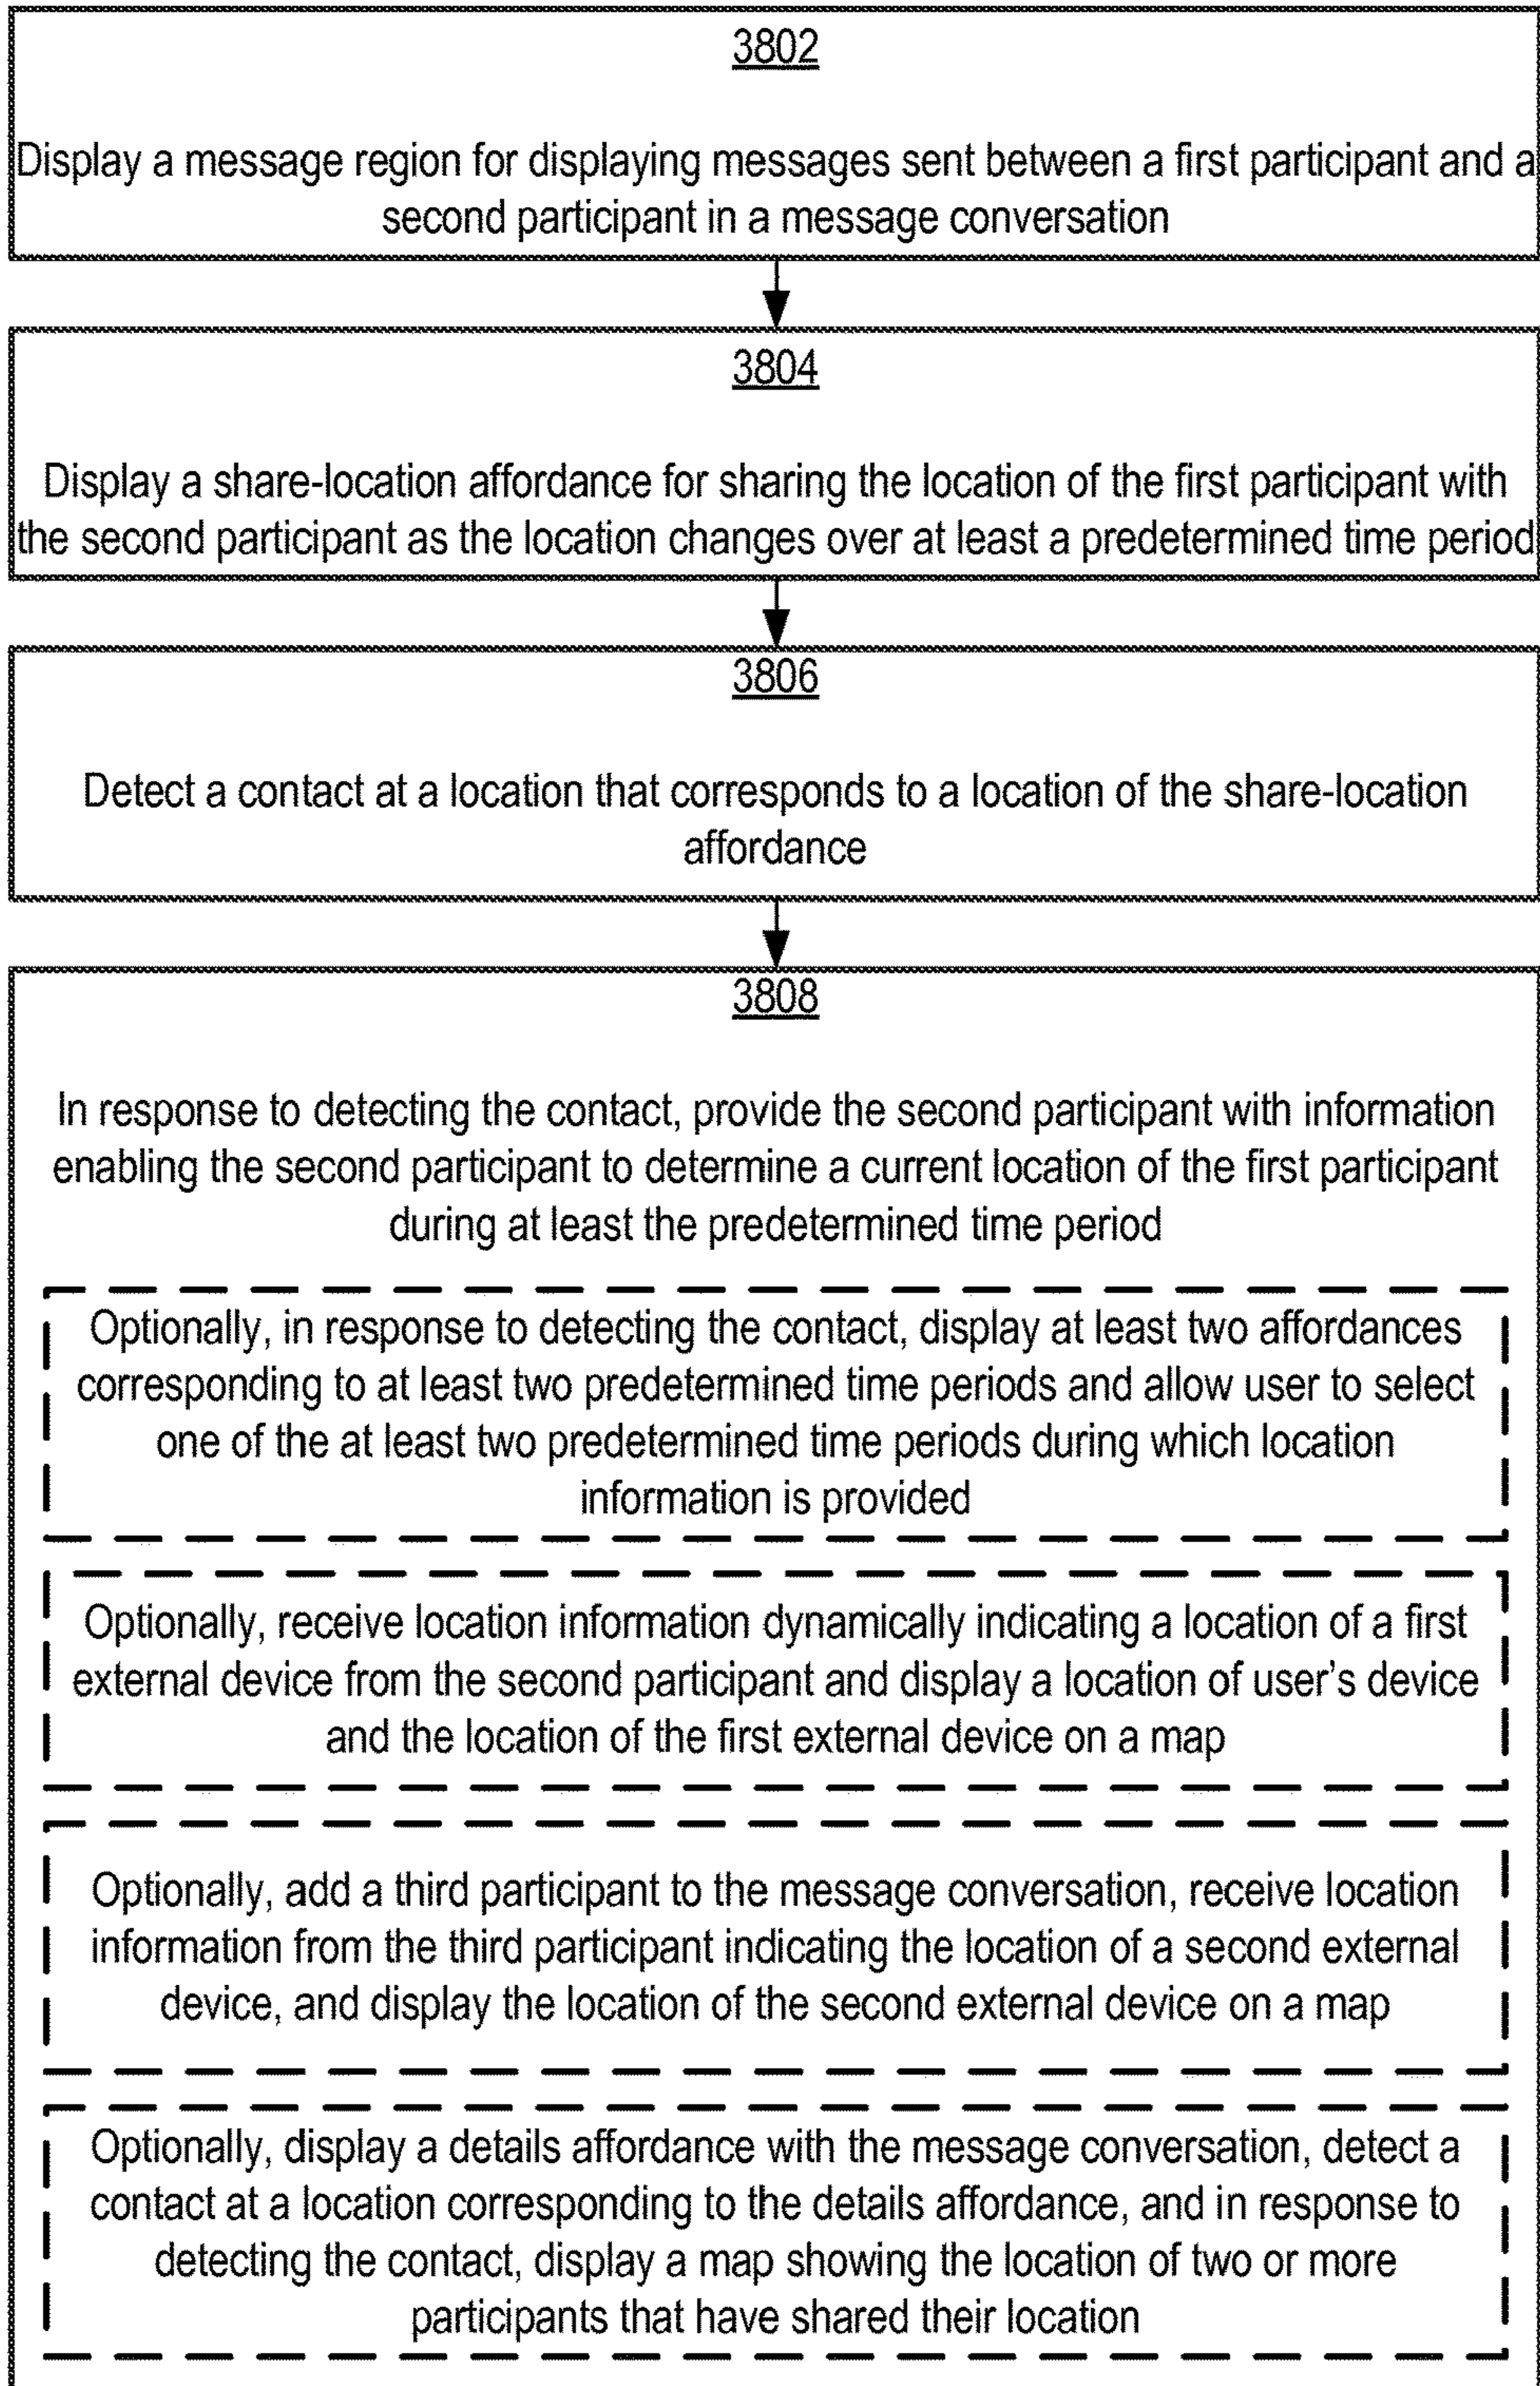 3802
Display a message region for displaying messages sent between a first participant and a
second participant in a message conversation
3804
Display a share-location affordance for sharing the location of the first participant with
the second participant as the location changes over at least a predetermined time period
3806
Detect a contact at a location that corresponds to a location of the share-location
affordance
3808
In response to detecting the contact, provide the second participant with information
enabling the second participant to determine a current location of the first participant
during at least the predetermined time period
Optionally, in response to detecting the contact, display at least two affordances
corresponding to at least two predetermined time periods and allow user to select
one of the at least two predetermined time periods during which location
information is provided
Optionally, receive location information dynamically indicating a location of a first
external device from the second participant and display a location of user's device
and the location of the first external device on a map
Optionally, add a third participant to the message conversation, receive location
information from the third participant indicating the location of a second external
device, and display the location of the second external device on a map
Optionally, display a details affordance with the message conversation, detect a
contact at a location corresponding to the details affordance, and in response to
detecting the contact, display a map showing the location of two or more
participants that have shared their location